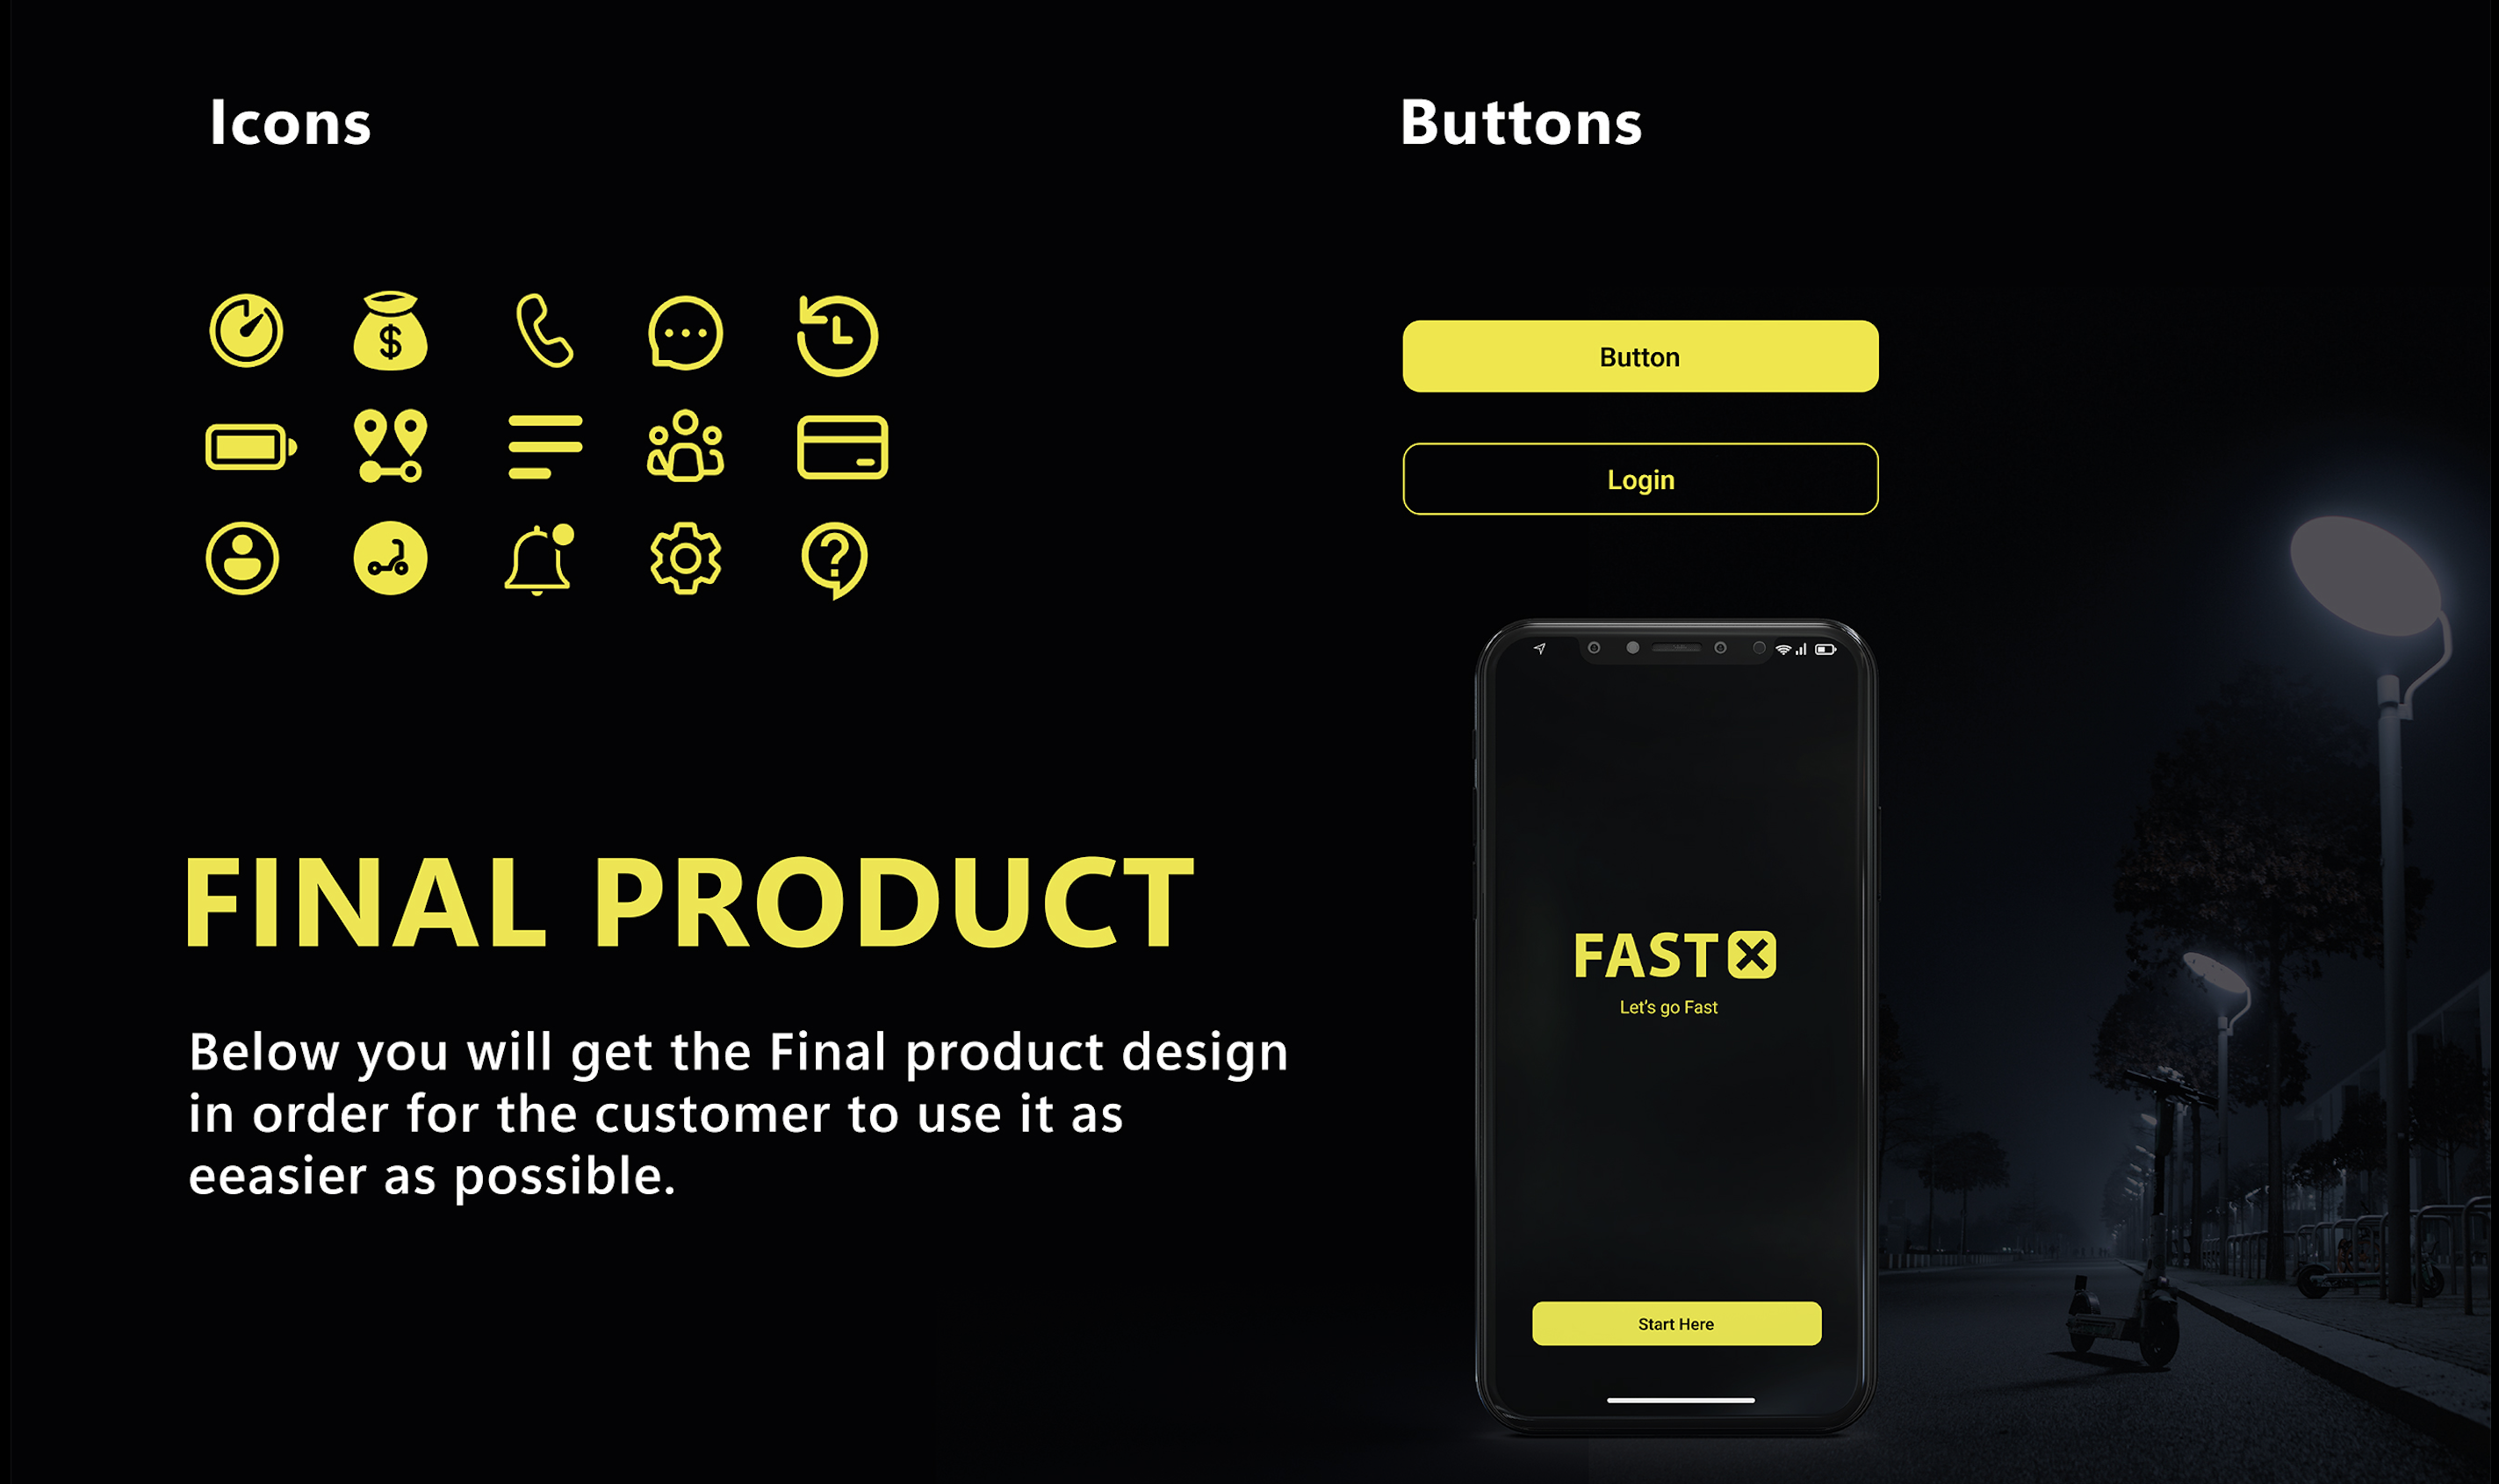 Icons
Buttons
$
?
Button
Login
FINAL PRODUCT
Below you will get the Final product design
in order for the customer to use it as
eeasier as possible.
FAST X
Let's go Fast
Start Here